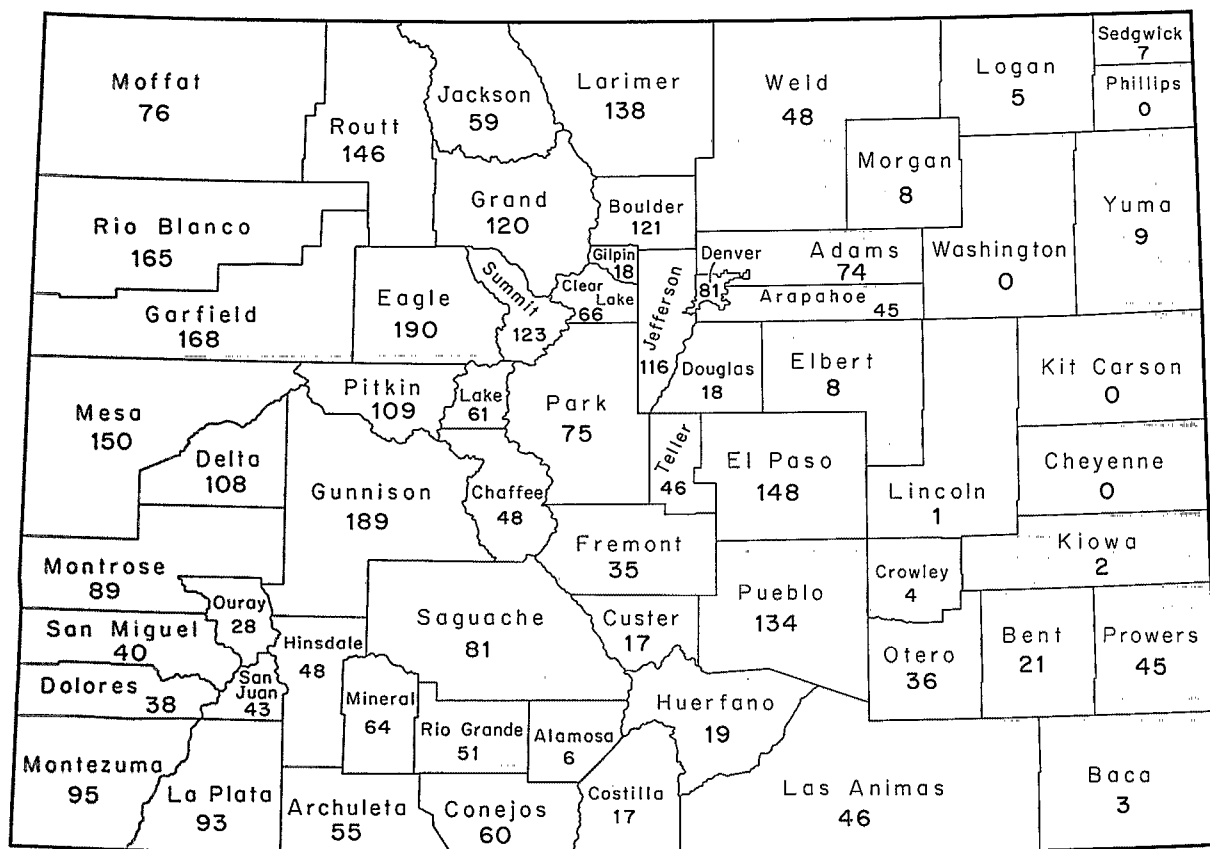 Moffat
76
Routt
146
Jackson
59
Larimer
138
Weld
48
Logan
5
Sedgwick
7
Phillips
0
Rio Blanco
165
Grand
120
Boulder
121
Morgan
8
Washington
0
Yuma
9
Garfield
168
Eagle
190
Summit
123
Gilpin
18
Clear
Lake
66
Jefferson
116
Denver
81
Adams
74
Arapahoe
45
Mesa
150
Pitkin
109
Lake
61
Park
75
Douglas
18
Elbert
8
Kit Carson
0
Delta
108
Gunnison
189
Chaffee
48
Teller
46
El Paso
148
Lincoln
1
Cheyenne
0
Montrose
89
Ouray
28
Fremont
35
Pueblo
134
Crowley
4
Kiowa
2
San Miguel
40
Hinsdale
48
Saguache
81
Custer
17
Otero
36
Bent
21
Prowers
45
Dolores
38
San
Juan
43
Mineral
64
Rio Grande
51
Alamosa
6
Huerfano
19
Montezuma
95
La Plata
93
Archuleta
55
Conejos
60
Costilla
17
Las Animas
46
Baca
3